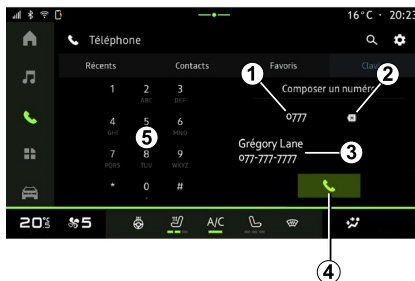 16°C · 20:23
Téléphone
Récents Contacts Favoris Clav
1 2 3 Composer un numéro
ABC DEF
1 2
0777
4 5 6
GHI MNO
5
Grégory Lane
3
077-777-7777
7 8 9
PQRS TUV WXYZ
* 0 #
20.5 5 A/C
4